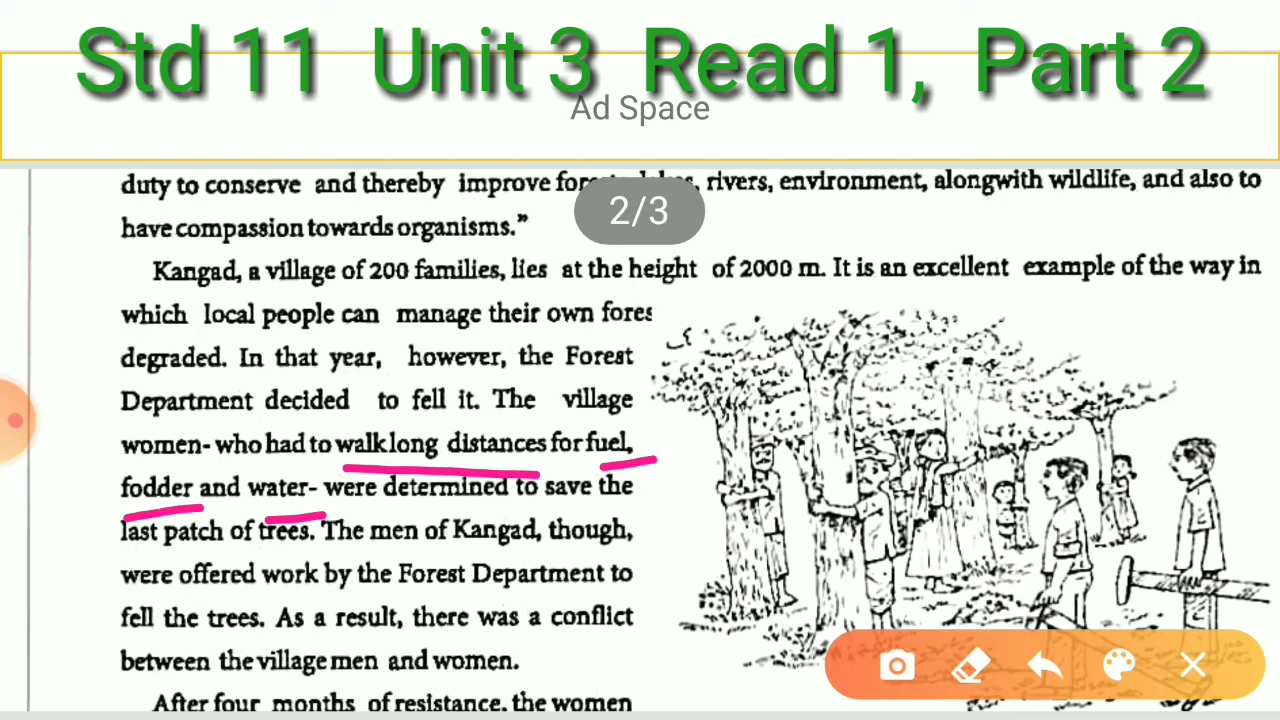 Std 11 Unit 3 Read 1, Part 2
Ad Space
duty to conserve and thereby improve rivers, environment, alongwith wildlife, and also to
2/3
have compassion towards organisms.”
Kangad, a village of 200 families, lies at the height of 2000 m. It is an excellent example of the way in
which local people can manage their own fores
degraded. In that year, however, the Forest
Department decided to fell it. The village
women- who had to walk long distances for fuel,
fodder and water- were determined to save the
last patch of trees. The men of Kangad, though,
were offered work by the Forest Department to
fell the trees. As a result, there was a conflict
between the village men and women.
After four months of resistance, the women